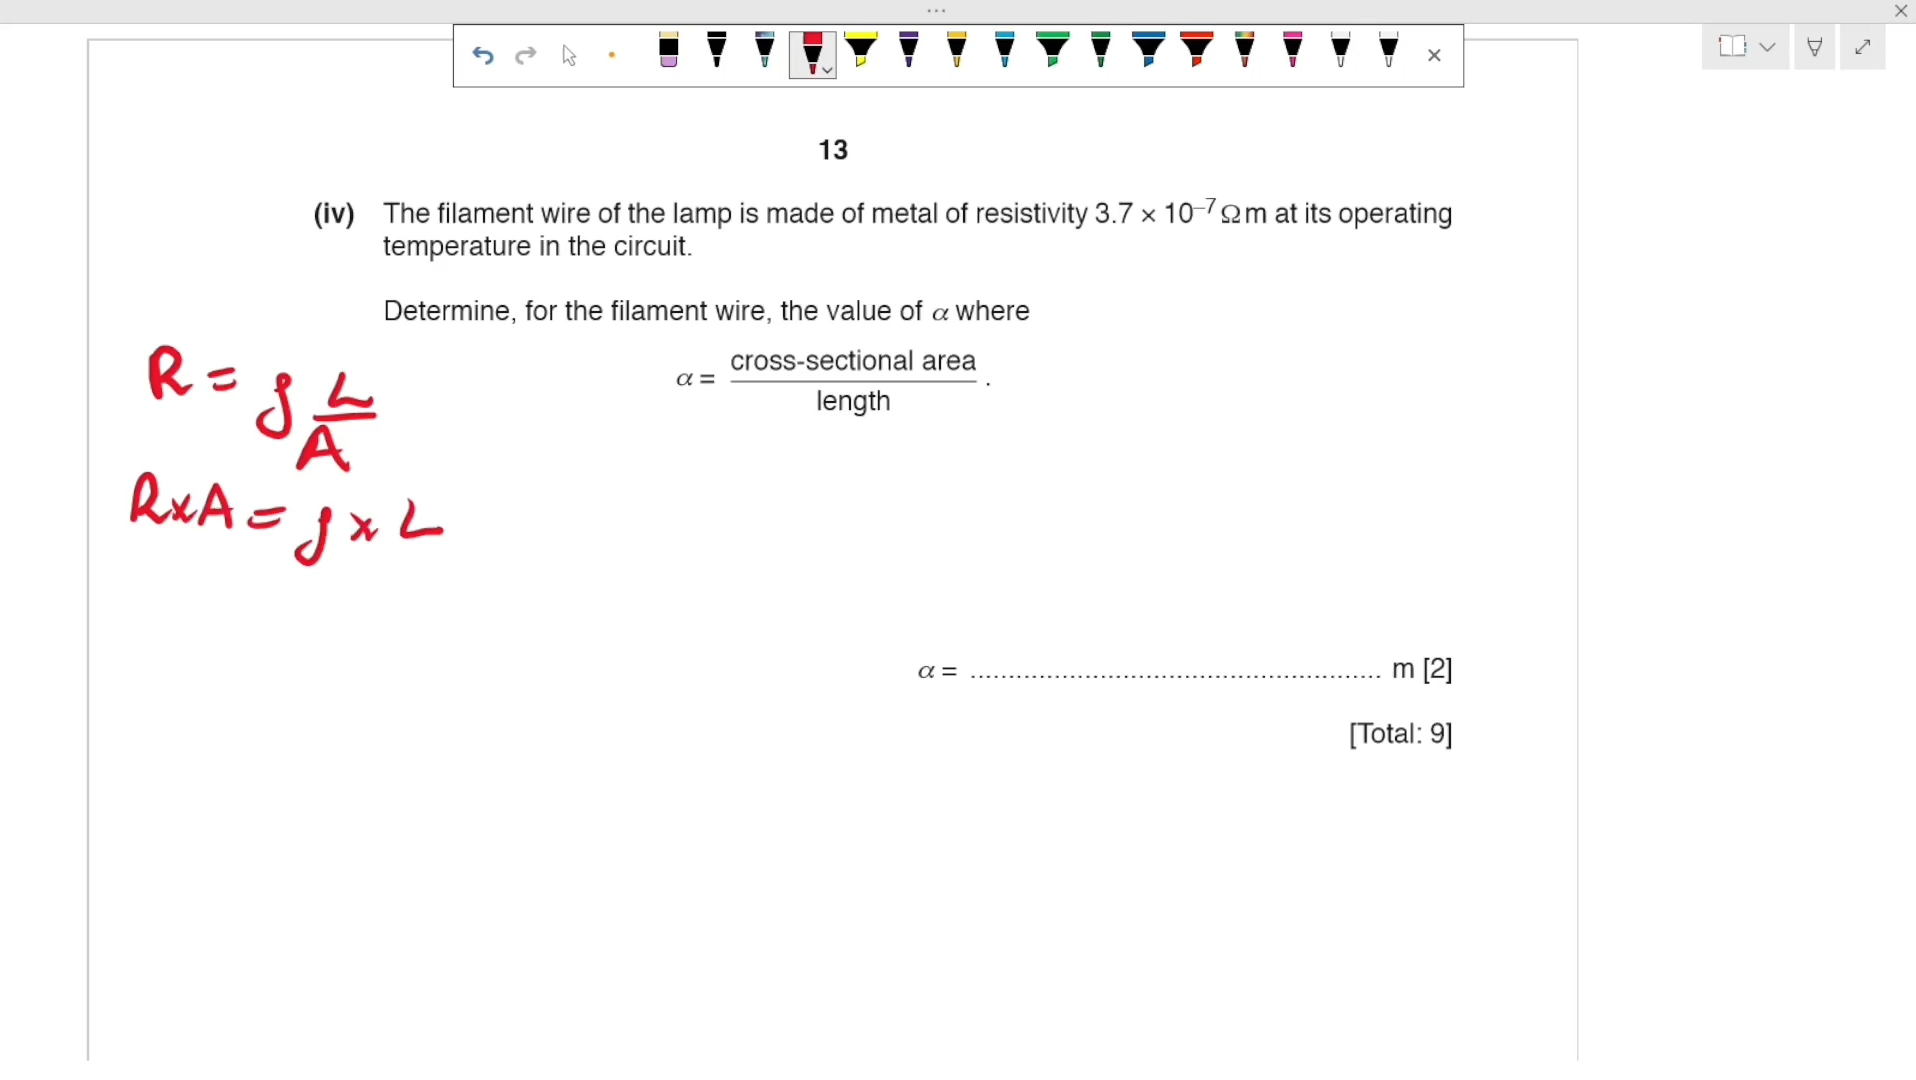 13
(iv) The filament wire of the lamp is made of metal of resistivity 3.7 × 10⁻⁷ Ω m at its operating
temperature in the circuit.
Determine, for the filament wire, the value of α where
α = cross-sectional area / length .
R = ρ L / A
R×A = ρ × L
α = ...................................................... m [2]
[Total: 9]